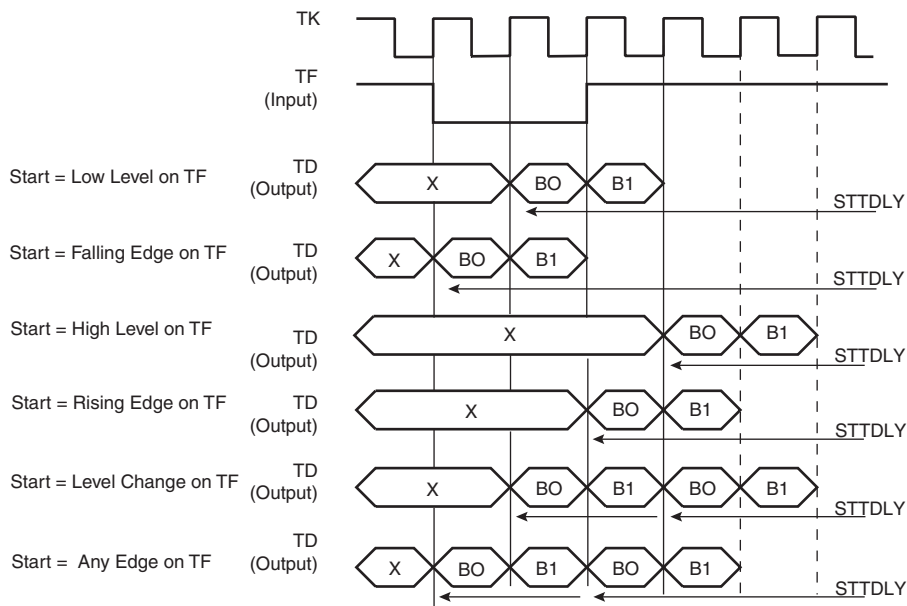 TK
TF
(Input)
Start = Low Level on TF
TD
(Output)
X
BO
B1
STTDLY
Start = Falling Edge on TF
TD
(Output)
X
BO
B1
STTDLY
Start = High Level on TF
TD
(Output)
X
BO
B1
STTDLY
Start = Rising Edge on TF
TD
(Output)
X
BO
B1
STTDLY
Start = Level Change on TF
TD
(Output)
X
BO
B1
BO
B1
STTDLY
Start = Any Edge on TF
TD
(Output)
X
BO
B1
BO
B1
STTDLY